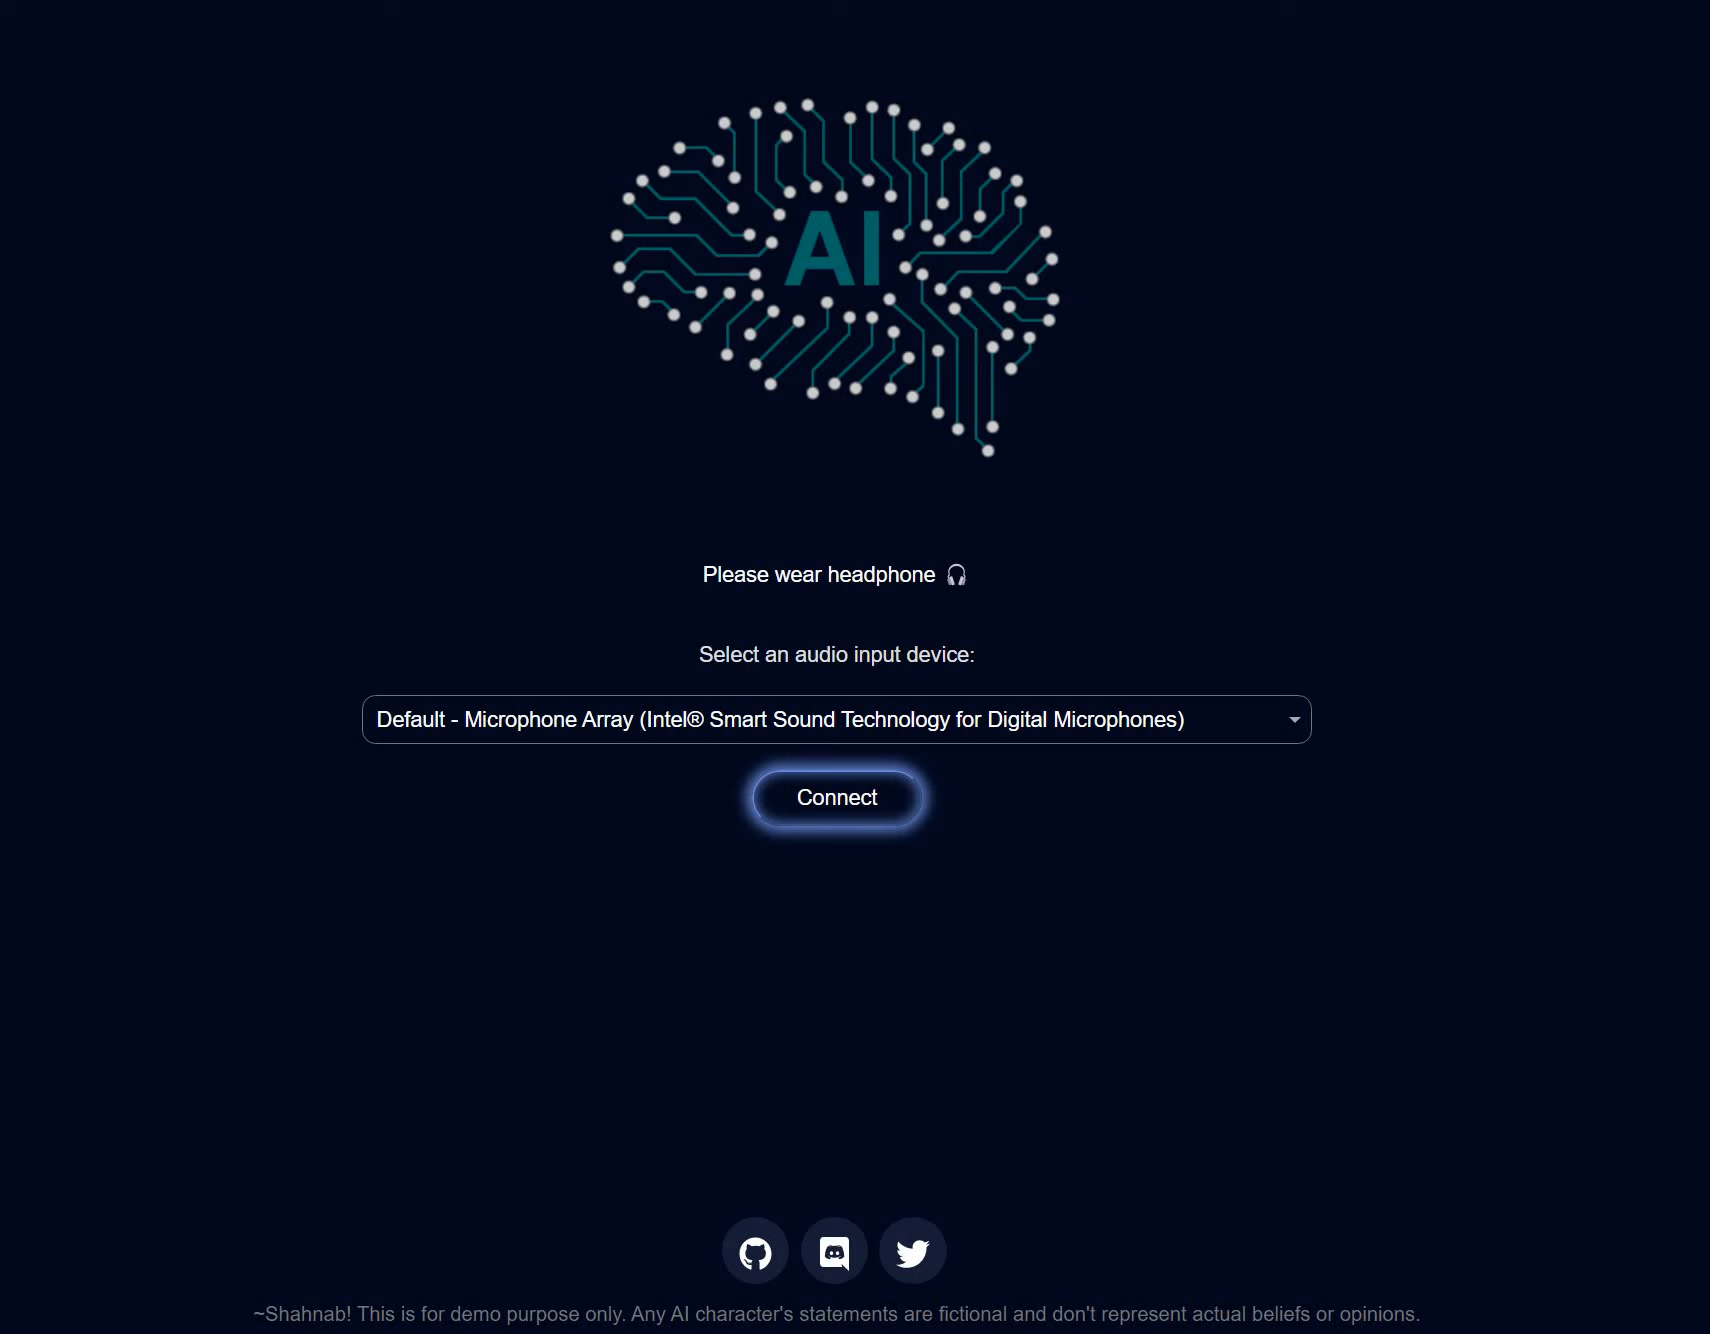 AI
Please wear headphone 🎧
Select an audio input device:
Default - Microphone Array (Intel® Smart Sound Technology for Digital Microphones)
Connect
~Shahnab! This is for demo purpose only. Any AI character's statements are fictional and don't represent actual beliefs or opinions.